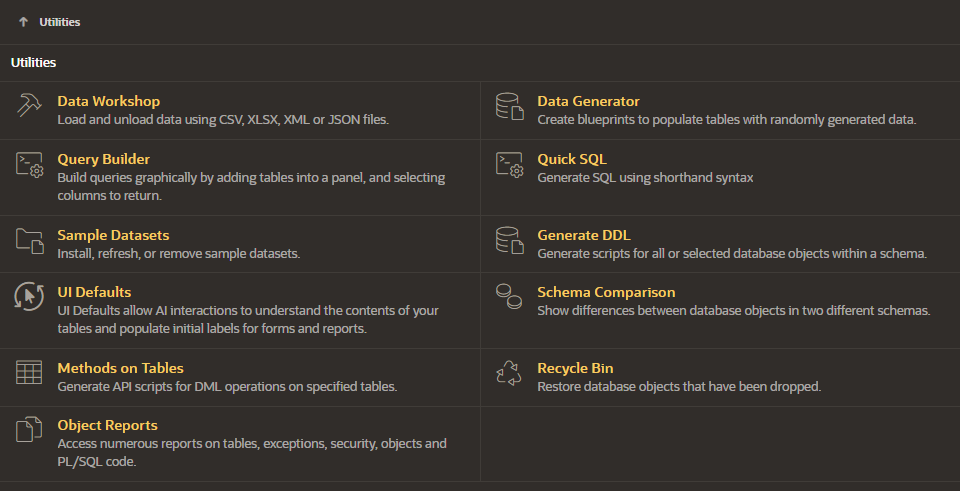 Utilities
Utilities
Data Workshop
Load and unload data using CSV, XLSX, XML or JSON files.
Data Generator
Create blueprints to populate tables with randomly generated data.
Query Builder
Build queries graphically by adding tables into a panel, and selecting
columns to return.
Quick SQL
Generate SQL using shorthand syntax
Sample Datasets
Install, refresh, or remove sample datasets.
Generate DDL
Generate scripts for all or selected database objects within a schema.
UI Defaults
UI Defaults allow AI interactions to understand the contents of your
tables and populate initial labels for forms and reports.
Schema Comparison
Show differences between database objects in two different schemas.
Methods on Tables
Generate API scripts for DML operations on specified tables.
Recycle Bin
Restore database objects that have been dropped.
Object Reports
Access numerous reports on tables, exceptions, security, objects and
PL/SQL code.